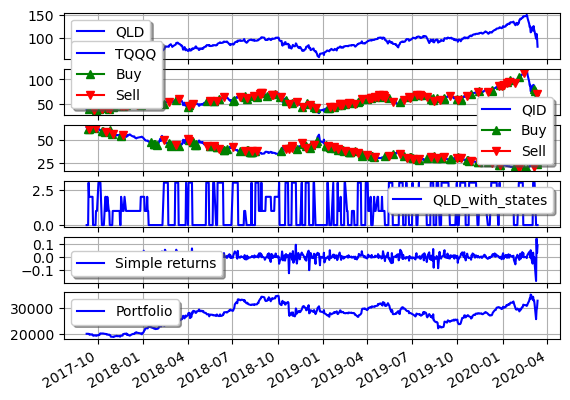 150
100
QLD
TQQQ
Buy
Sell
100
50
QID
Buy
Sell
50
25
2.5
0.0
QLD_with_states
0.1
0.0
−0.1
Simple returns
30000
20000
Portfolio
2017-10
2018-01
2018-04
2018-07
2018-10
2019-01
2019-04
2019-07
2019-10
2020-01
2020-04